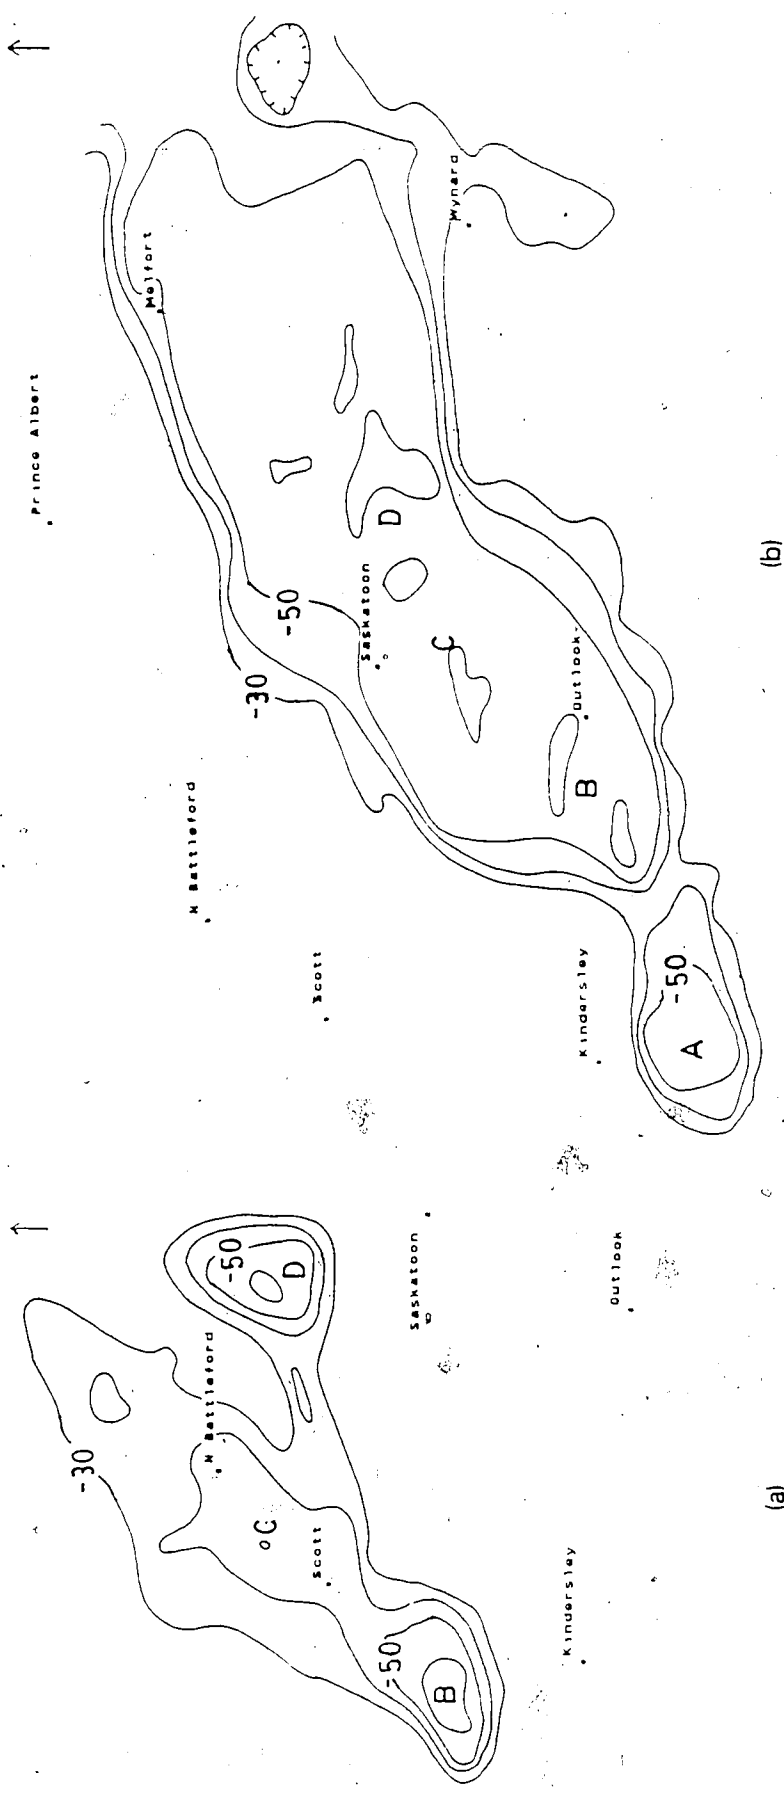 -30
N Battleford
-50
D
C
Scott
-50
B
Saskatoon
Outlook
Kindersley
(a)
Prince Albert
Melfort
-50
-30
N Battleford
Saskatoon
D
C
Wynard
Scott
Outlook
B
Kindersley
-50
A
(b)